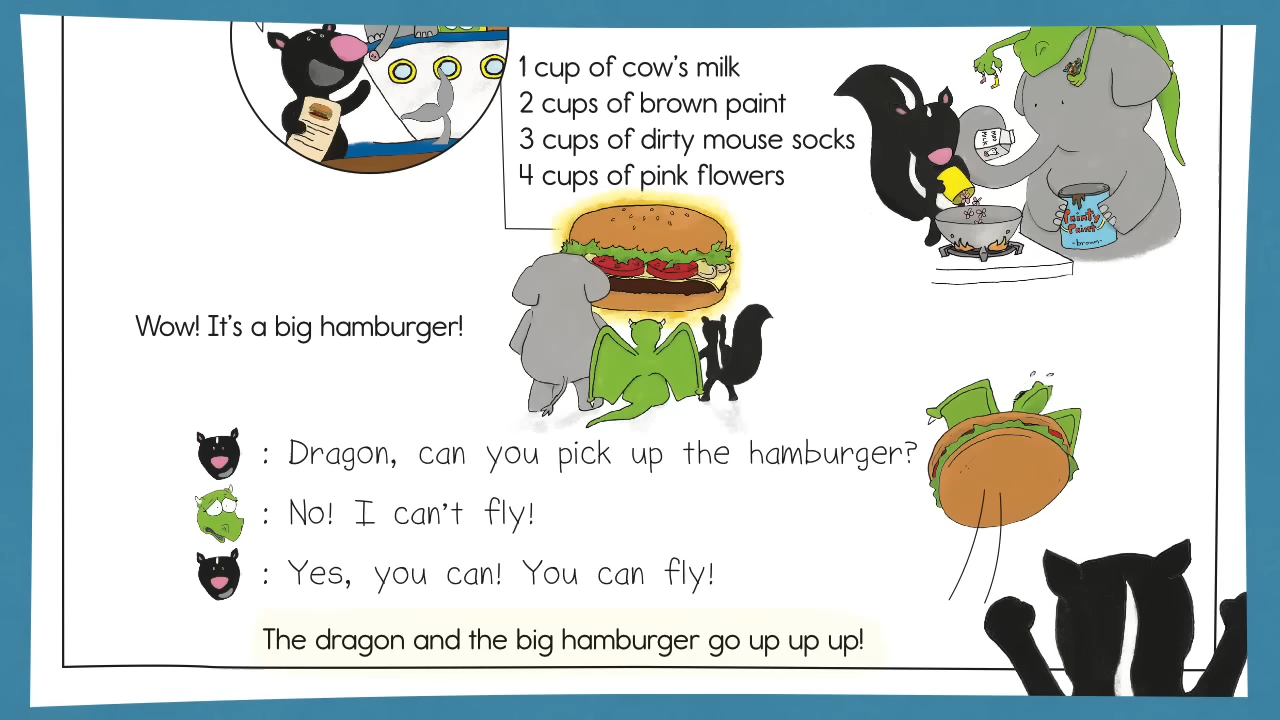 1 cup of cow's milk
2 cups of brown paint
3 cups of dirty mouse socks
4 cups of pink flowers
Painty
Paint
-brown-
Wow! It's a big hamburger!
: Dragon, can you pick up the hamburger?
: No! I can't fly!
: Yes, you can! You can fly!
The dragon and the big hamburger go up up up!